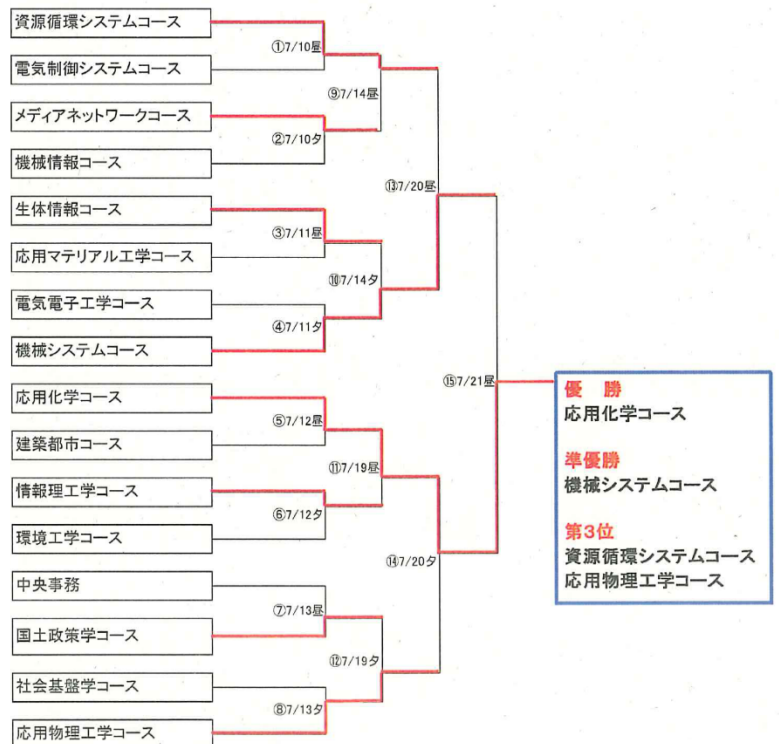 資源循環システムコース
①7/10昼
電気制御システムコース
⑨7/14昼
メディアネットワークコース
②7/10夕
機械情報コース
⑬7/20昼
生体情報コース
③7/11昼
応用マテリアル工学コース
⑩7/14夕
電気電子工学コース
④7/11夕
機械システムコース
⑮7/21昼
応用化学コース
⑤7/12昼
建築都市コース
⑪7/19昼
情報理工学コース
⑥7/12夕
環境工学コース
⑭7/20夕
中央事務
⑦7/13昼
国土政策学コース
⑫7/19夕
社会基盤学コース
⑧7/13夕
応用物理工学コース
優 勝
応用化学コース
準優勝
機械システムコース
第3位
資源循環システムコース
応用物理工学コース